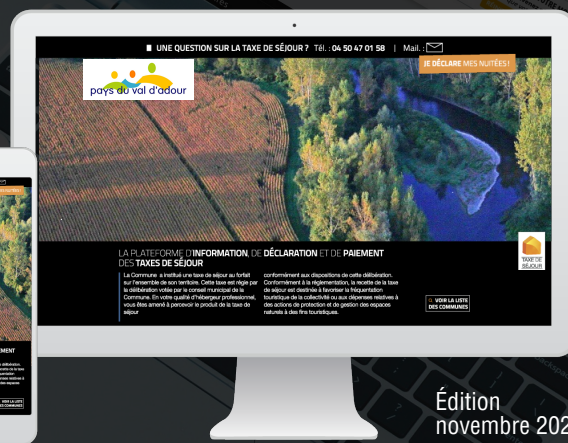 UNE QUESTION SUR LA TAXE DE SÉJOUR ? Tél. : 04 50 47 01 58 | Mail. :
JE DÉCLARE MES NUITÉES !
pays du val d'adour
LA PLATEFORME D'INFORMATION, DE DÉCLARATION ET DE PAIEMENT
DES TAXES DE SÉJOUR
La Commune a institué une taxe de séjour au forfait
sur l'ensemble de son territoire. Cette taxe est régie par
la délibération votée par le conseil municipal de la
Commune. En votre qualité d'hébergeur professionnel,
vous êtes amené à percevoir le produit de la taxe de
séjour
conformément aux dispositions de cette délibération.
Conformément à la réglementation, la recette de la taxe
de séjour est destinée à favoriser la fréquentation
touristique de la collectivité ou aux dépenses relatives à
des actions de protection et de gestion des espaces
naturels à des fins touristiques.
TAXE DE
SÉJOUR
VOIR LA LISTE
DES COMMUNES
VOIR LA LISTE
DES COMMUNES
Édition
novembre 202